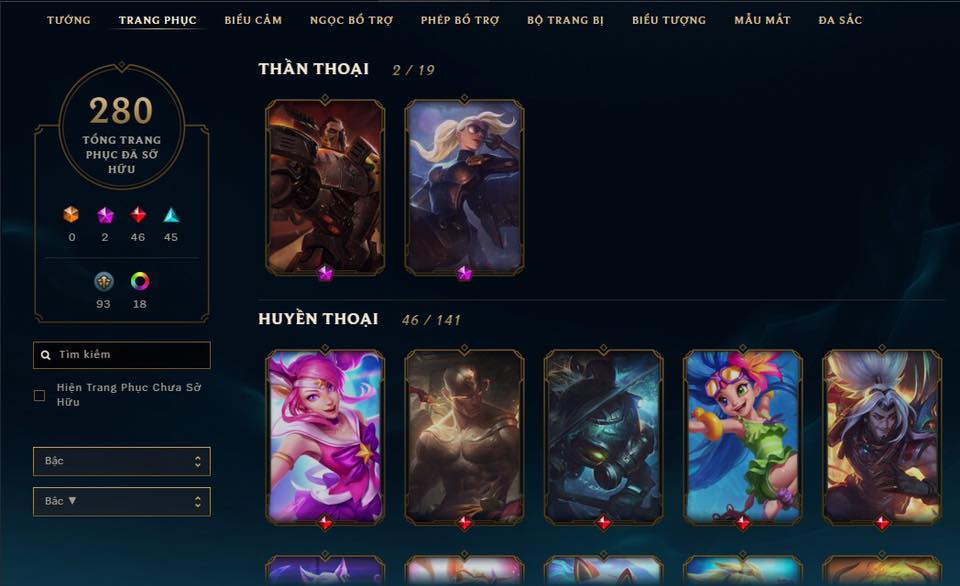 TƯỚNG TRANG PHỤC BIỂU CẢM NGỌC BỔ TRỢ PHÉP BỔ TRỢ BỘ TRANG BỊ BIỂU TƯỢNG MẪU MẮT ĐA SẮC
280
TỔNG TRANG
PHỤC ĐÃ SỞ
HỮU
0 2 46 45
93 18
Tìm kiếm
Hiện Trang Phục Chưa Sở
Hữu
Bậc
Bậc ▼
THẦN THOẠI 2 / 19
HUYỀN THOẠI 46 / 141